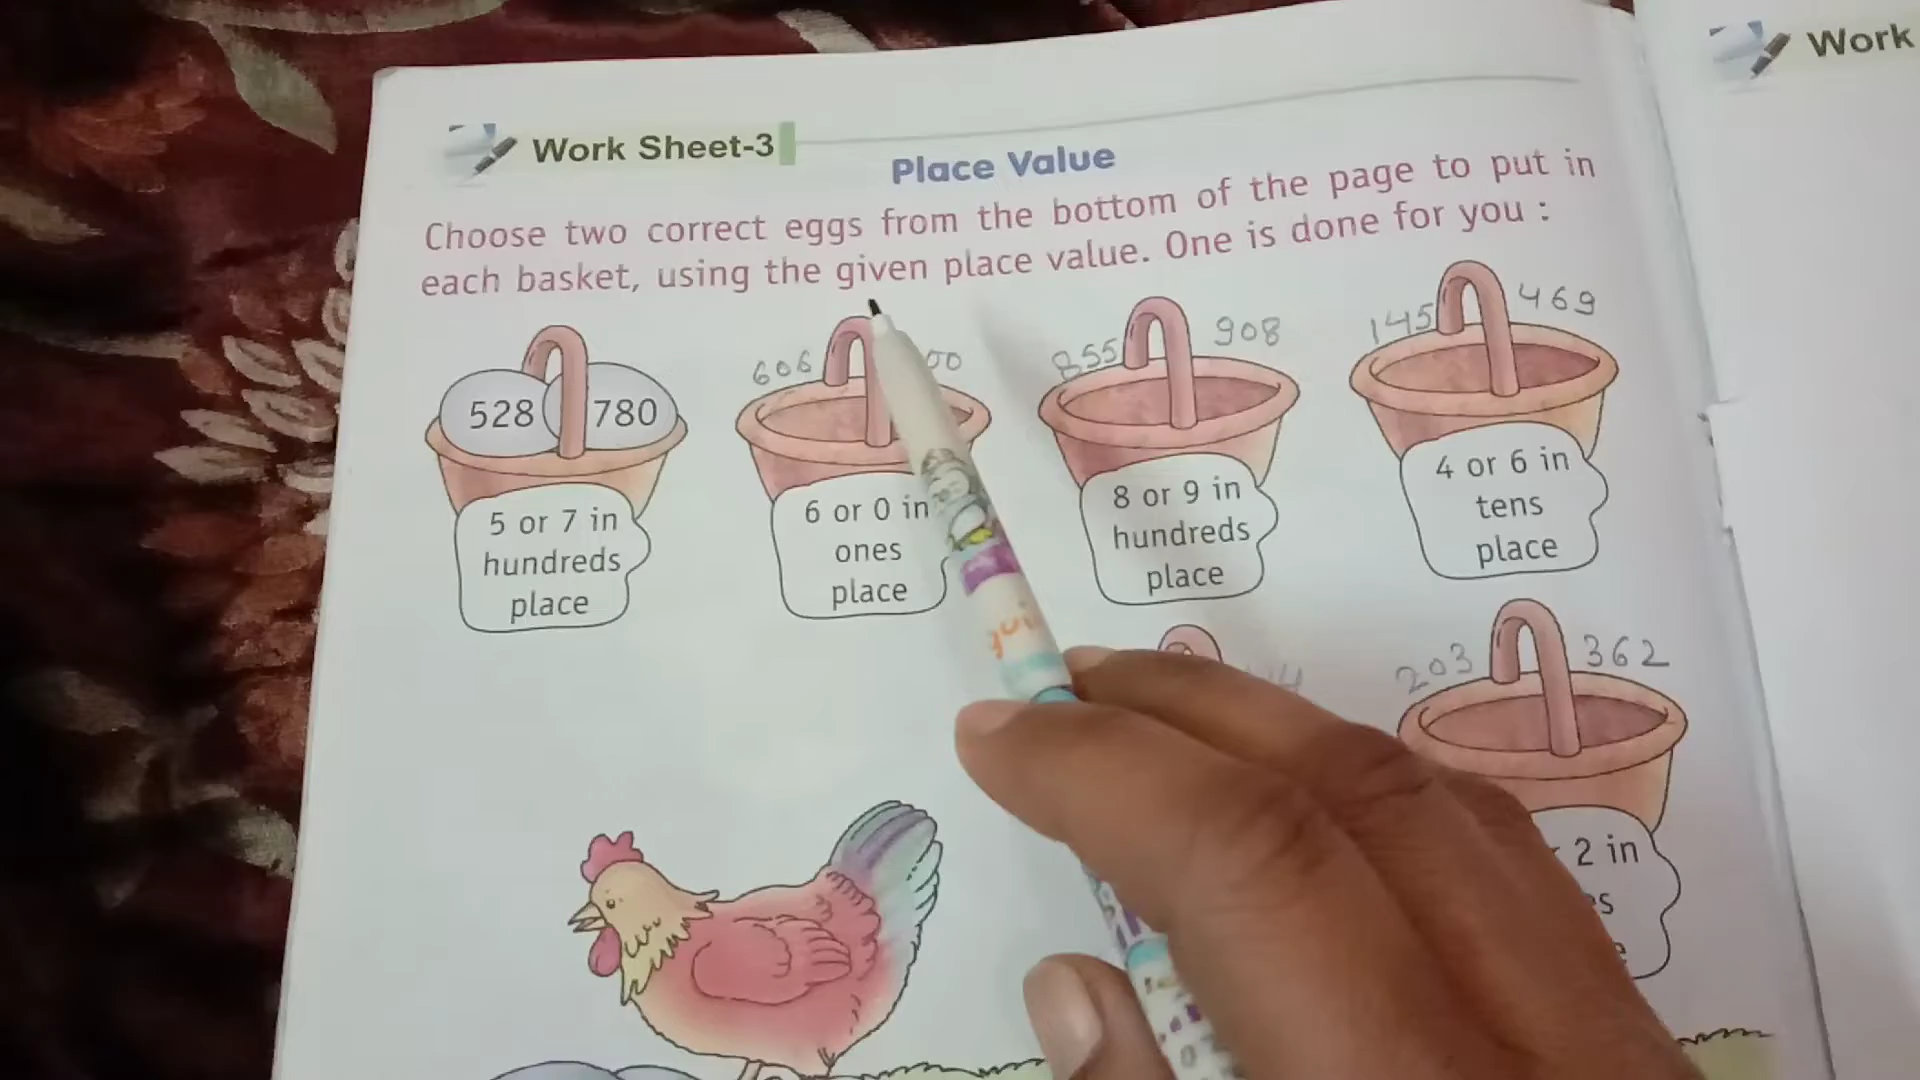 Work Sheet-3
Work
Place Value
Choose two correct eggs from the bottom of the page to put in
each basket, using the given place value. One is done for you :
528 780
5 or 7 in
hundreds
place
606
6 or 0 in
ones
place
855 908
8 or 9 in
hundreds
place
145 469
4 or 6 in
tens
place
203 362
2 in